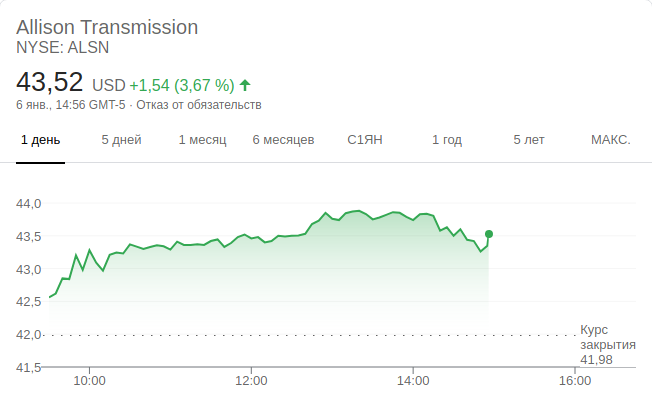 Allison Transmission
NYSE: ALSN
43,52 USD +1,54 (3,67 %)
6 янв., 14:56 GMT-5 · Отказ от обязательств
1 день 5 дней 1 месяц 6 месяцев С1ЯН 1 год 5 лет МАКС.
44,0
43,5
43,0
42,5
42,0
Курс
закрытия
41,98
41,5
10:00 12:00 14:00 16:00